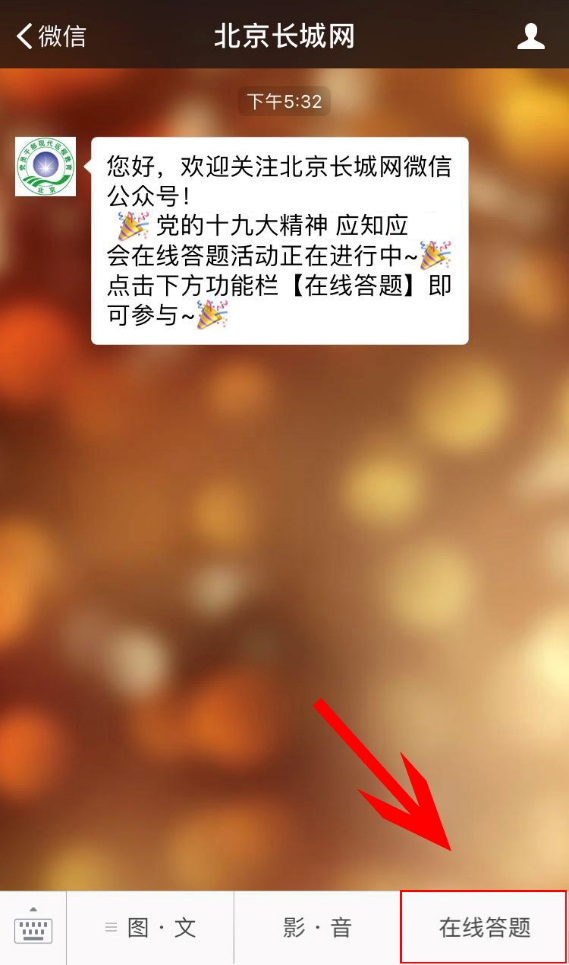 微信
北京长城网
下午5:32
您好，欢迎关注北京长城网微信
公众号！
🎉党的十九大精神 应知应
会在线答题活动正在进行中~🎉
点击下方功能栏【在线答题】即
可参与~🎉
图·文
影·音
在线答题